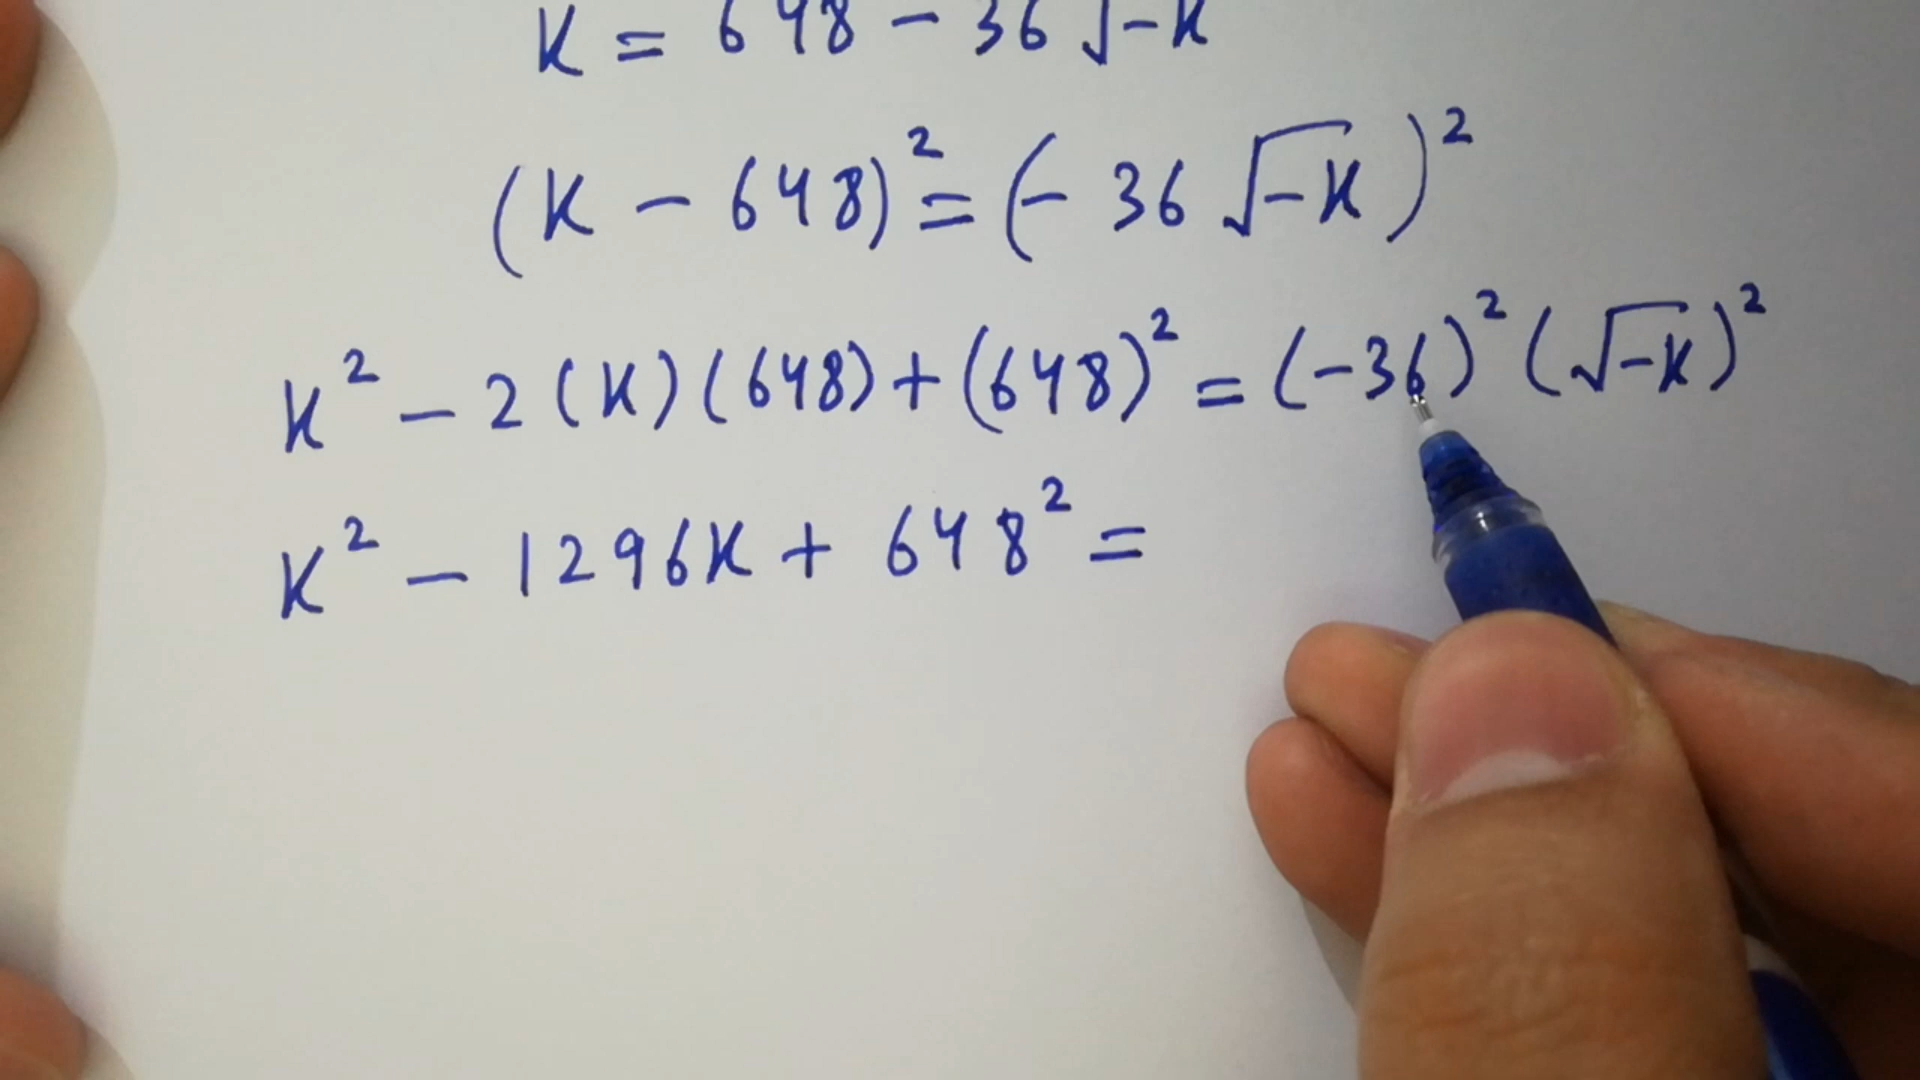 K = 648 - 36√-K
(K - 648)² = (- 36√-K)²
K² - 2(K)(648) + (648)² = (-36)² (√-K)²
K² - 1296K + 648² =